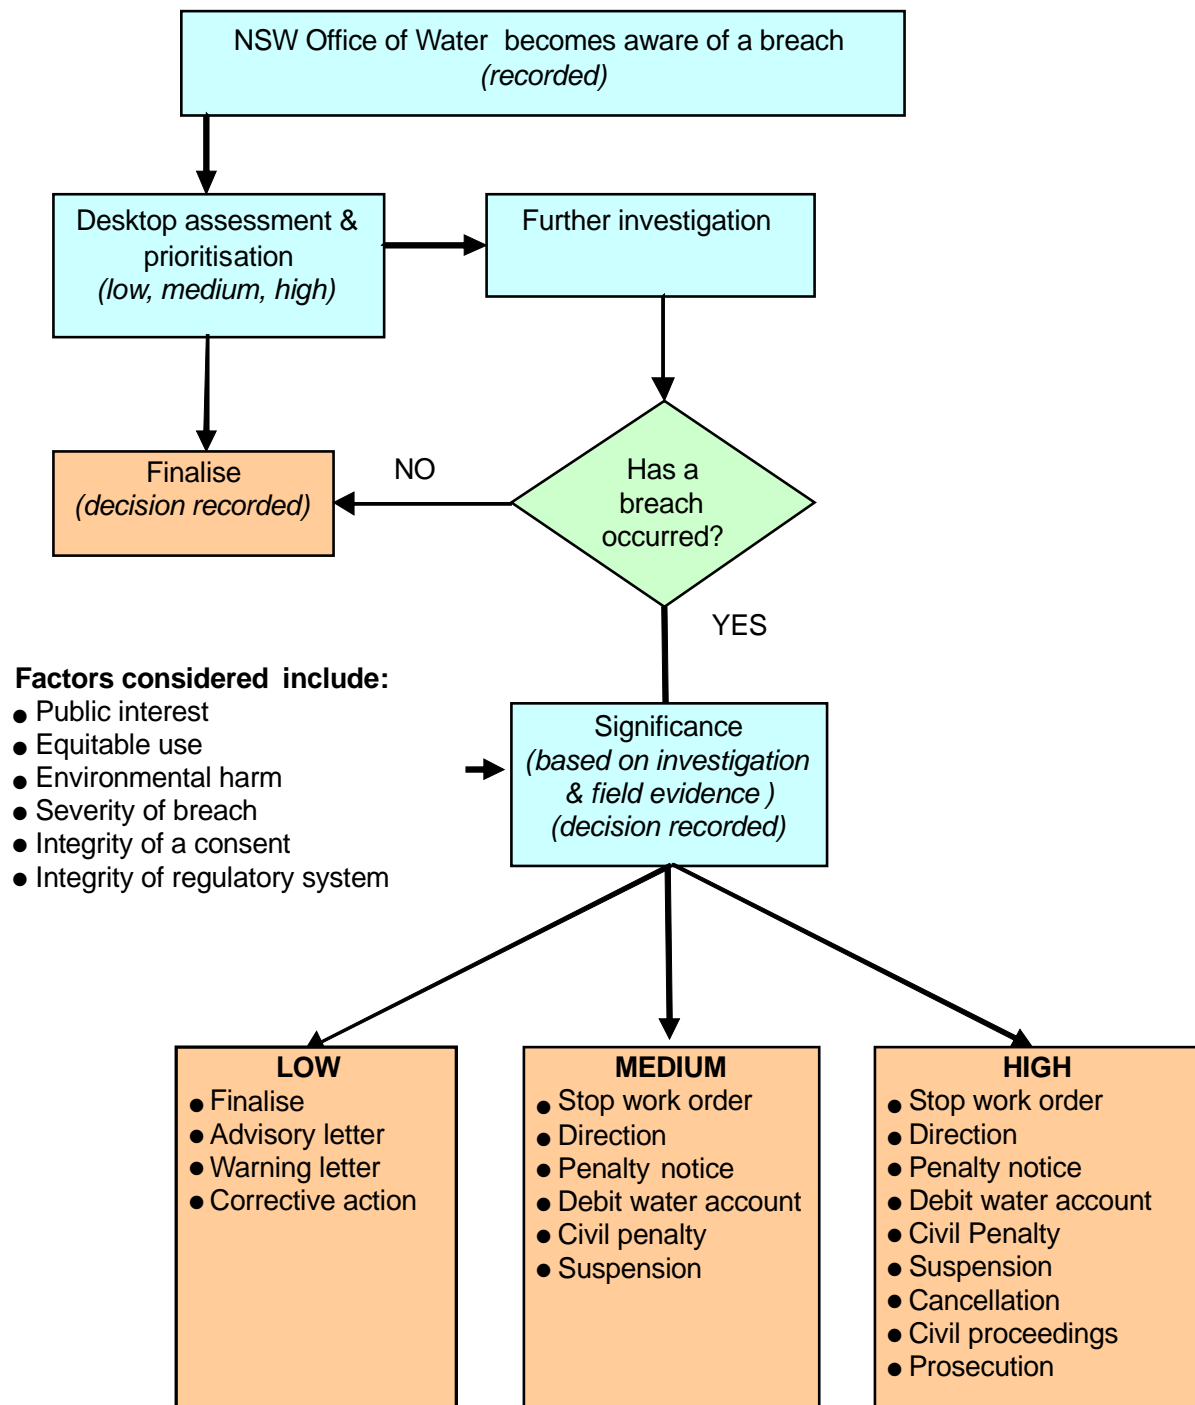 NSW Office of Water becomes aware of a breach
(recorded)
Desktop assessment &
prioritisation
(low, medium, high)
Further investigation
Finalise
(decision recorded)
NO
Has a
breach
occurred?
YES
Factors considered include:
● Public interest
● Equitable use
● Environmental harm
● Severity of breach
● Integrity of a consent
● Integrity of regulatory system
Significance
(based on investigation
& field evidence )
(decision recorded)
LOW
● Finalise
● Advisory letter
● Warning letter
● Corrective action
MEDIUM
● Stop work order
● Direction
● Penalty notice
● Debit water account
● Civil penalty
● Suspension
HIGH
● Stop work order
● Direction
● Penalty notice
● Debit water account
● Civil Penalty
● Suspension
● Cancellation
● Civil proceedings
● Prosecution